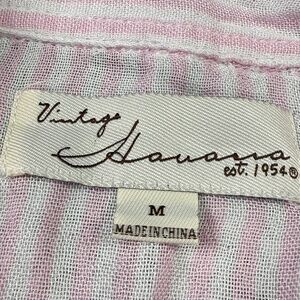 Vintage
Havana
est. 1954®
M
MADE IN CHINA